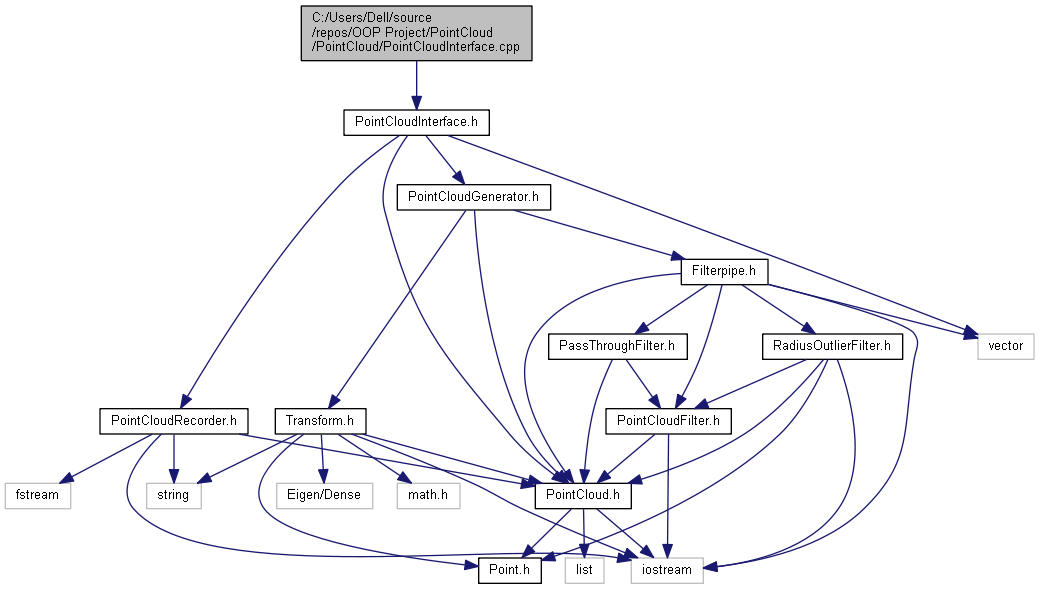 C:/Users/Dell/source
/repos/OOP Project/PointCloud
/PointCloud/PointCloudInterface.cpp
PointCloudInterface.h
PointCloudGenerator.h
Filterpipe.h
PassThroughFilter.h
RadiusOutlierFilter.h
vector
PointCloudRecorder.h
Transform.h
PointCloudFilter.h
fstream
string
Eigen/Dense
math.h
PointCloud.h
Point.h
list
iostream